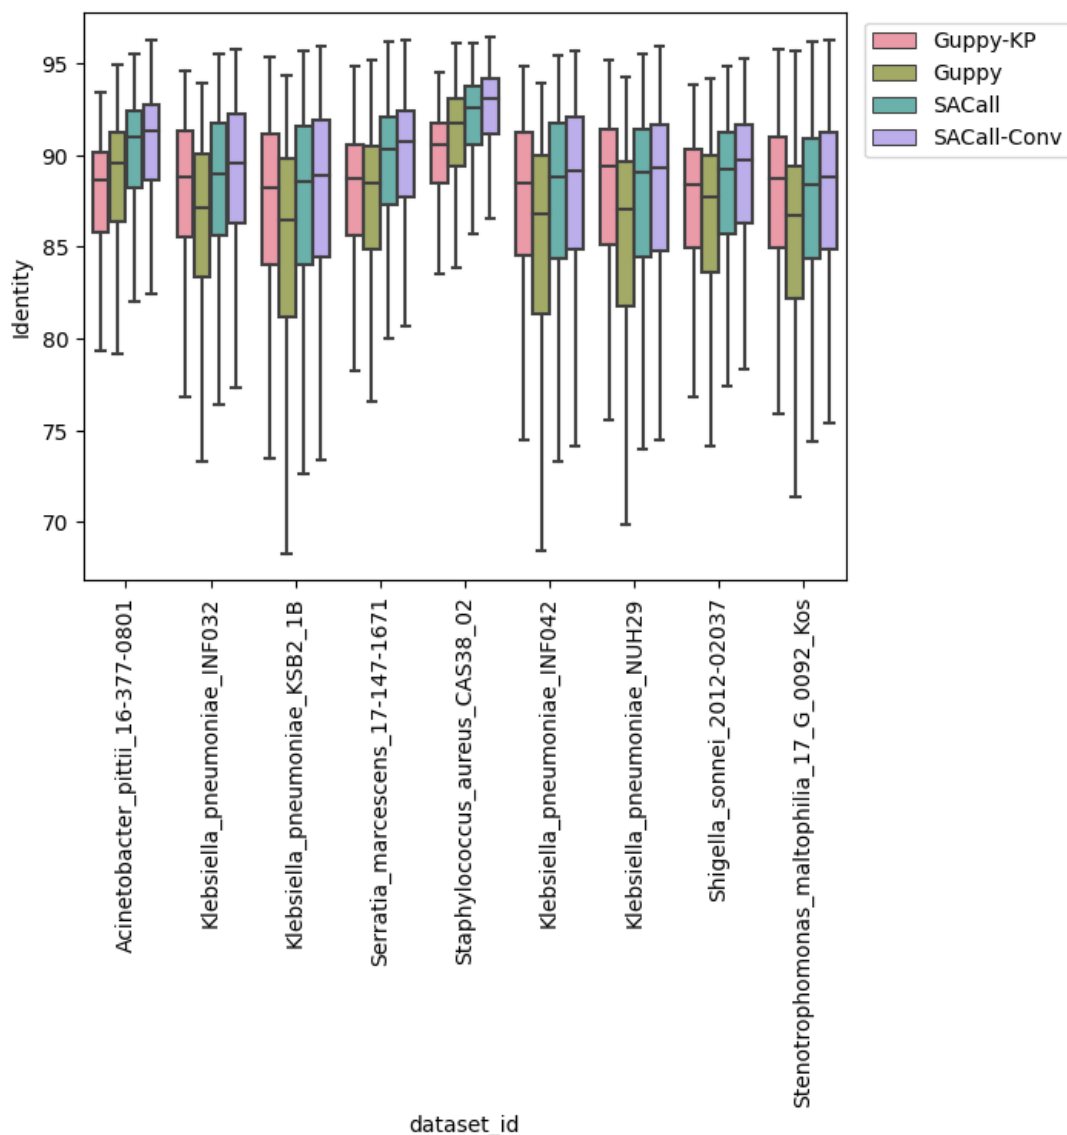 Guppy-KP
Guppy
SACall
SACall-Conv
Identity
95
90
85
80
75
70
Acinetobacter_pittii_16-377-0801
Klebsiella_pneumoniae_INF032
Klebsiella_pneumoniae_KSB2_1B
Serratia_marcescens_17-147-1671
Staphylococcus_aureus_CAS38_02
Klebsiella_pneumoniae_INF042
Klebsiella_pneumoniae_NUH29
Shigella_sonnei_2012-02037
Stenotrophomonas_maltophilia_17_G_0092_Kos
dataset_id